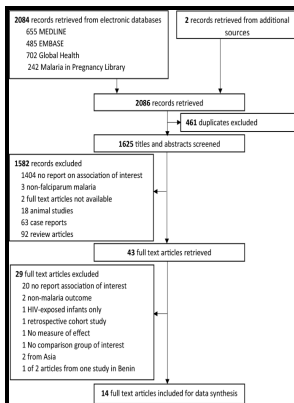 2084 records retrieved from electronic databases
655 MEDLINE
485 EMBASE
702 Global Health
242 Malaria in Pregnancy Library
2 records retrieved from additional
sources
2086 records retrieved
461 duplicates excluded
1625 titles and abstracts screened
1582 records excluded
1404 no report on association of interest
3 non-falciparum malaria
2 full text articles not available
18 animal studies
63 case reports
92 review articles
43 full text articles retrieved
29 full text articles excluded
20 no report association of interest
2 non-malaria outcome
1 HIV-exposed infants only
1 retrospective cohort study
1 No measure of effect
1 No comparison group of interest
2 from Asia
1 of 2 articles from one study in Benin
14 full text articles included for data synthesis